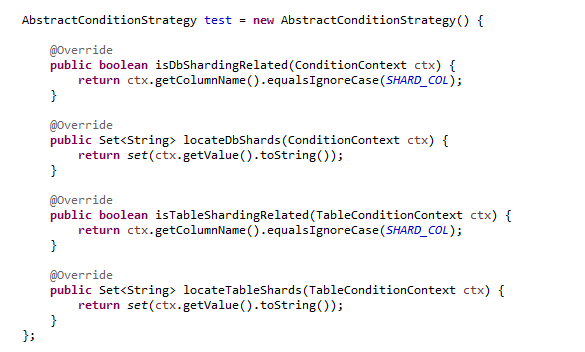 AbstractConditionStrategy test = new AbstractConditionStrategy() {
@Override
public boolean isDbShardingRelated(ConditionContext ctx) {
return ctx.getColumnName().equalsIgnoreCase(SHARD_COL);
}
@Override
public Set<String> locateDbShards(ConditionContext ctx) {
return set(ctx.getValue().toString());
}
@Override
public boolean isTableShardingRelated(TableConditionContext ctx) {
return ctx.getColumnName().equalsIgnoreCase(SHARD_COL);
}
@Override
public Set<String> locateTableShards(TableConditionContext ctx) {
return set(ctx.getValue().toString());
}
};